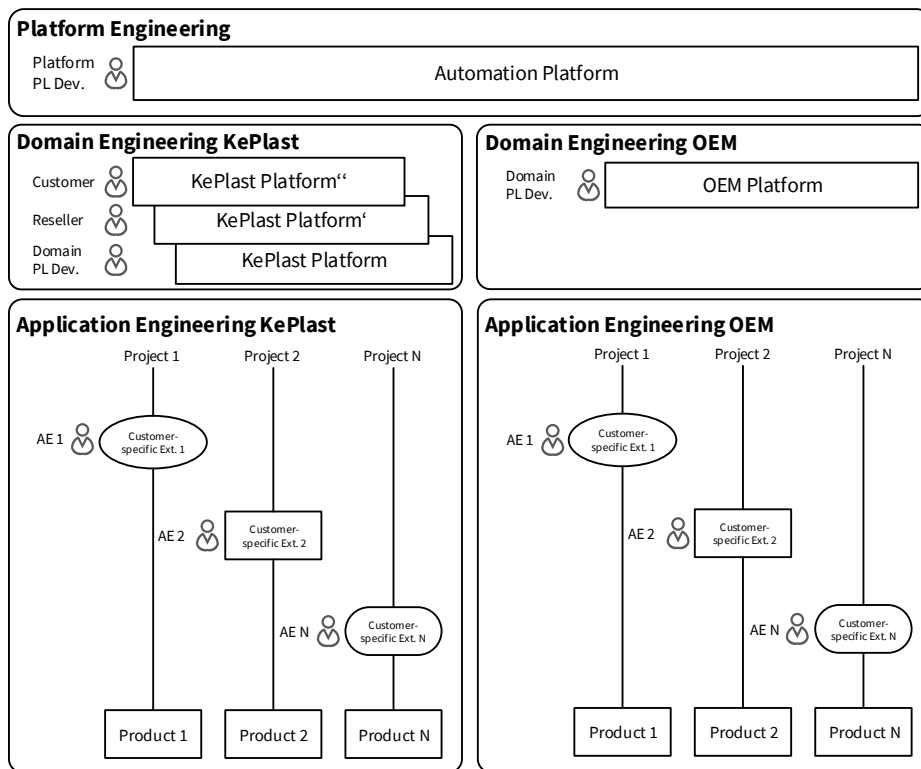 Platform Engineering
Platform
PL Dev.
Automation Platform
Domain Engineering KePlast
Customer
KePlast Platform‘‘
Reseller
KePlast Platform‘
Domain
PL Dev.
KePlast Platform
Domain Engineering OEM
Domain
PL Dev.
OEM Platform
Application Engineering KePlast
Project 1
Project 2
Project N
AE 1
Customer-
specific Ext. 1
AE 2
Customer-
specific Ext. 2
AE N
Customer-
specific Ext. N
Product 1
Product 2
Product N
Application Engineering OEM
Project 1
Project 2
Project N
AE 1
Customer-
specific Ext. 1
AE 2
Customer-
specific Ext. 2
AE N
Customer-
specific Ext. N
Product 1
Product 2
Product N